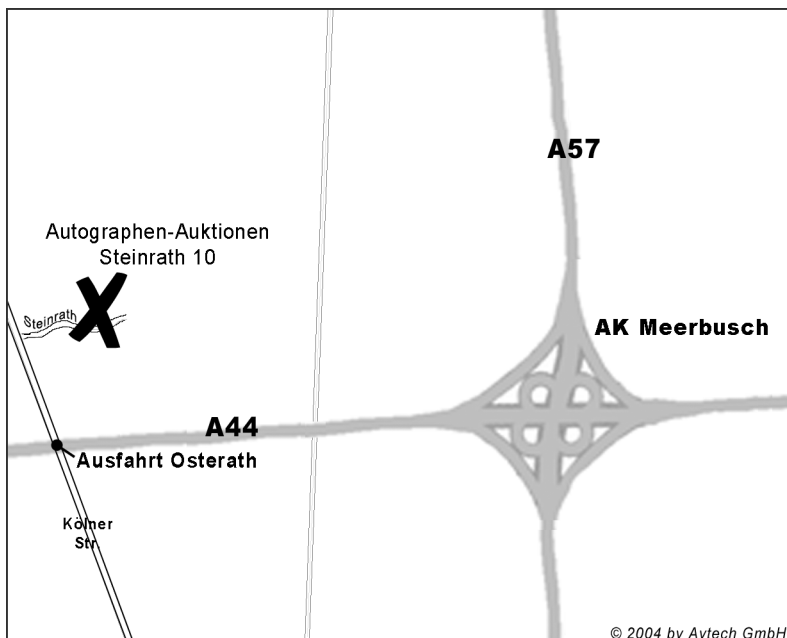 A57
Autographen-Auktionen
Steinrath 10
Steinrath
AK Meerbusch
A44
Ausfahrt Osterath
Kölner
Str.
© 2004 by Avtech GmbH